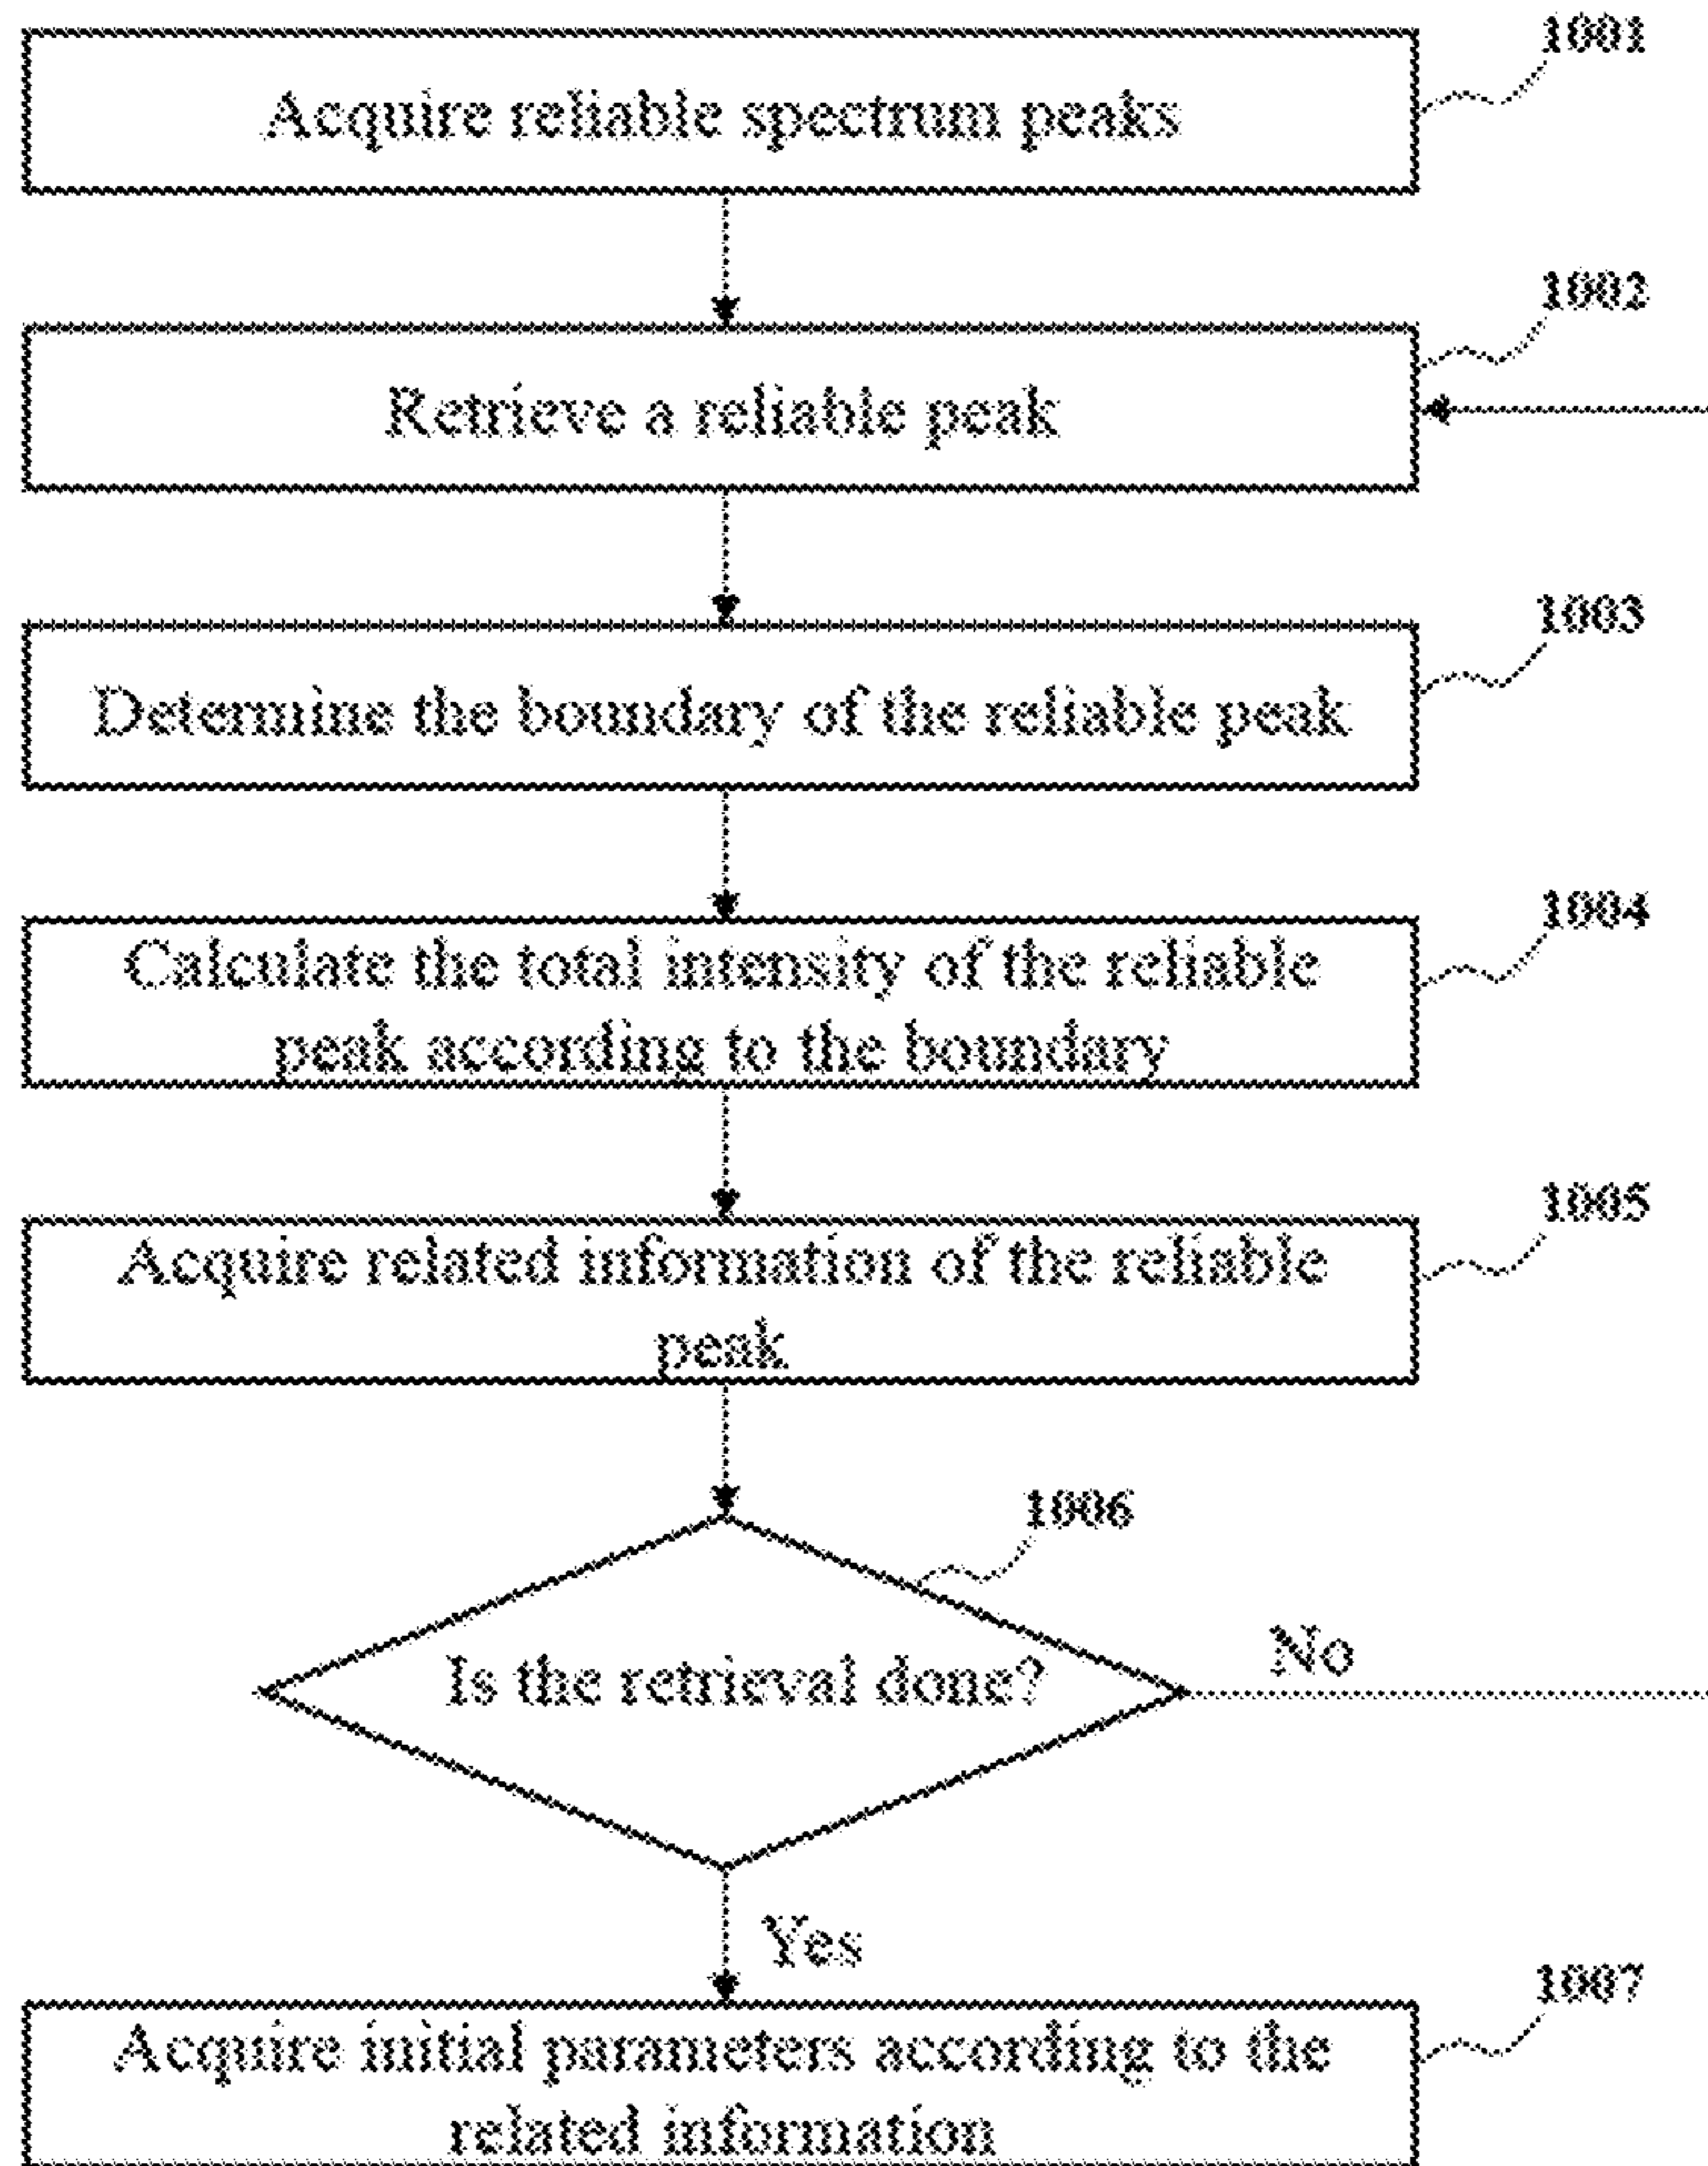 1001
Acquire reliable spectrum peaks
1002
Retrieve a reliable peak
1003
Determine the boundary of the reliable peak
1004
Calculate the total intensity of the reliable
peak according to the boundary
1005
Acquire related information of the reliable
peak
1006
Is the retrieval done?
No
Yes
1007
Acquire initial parameters according to the
related information